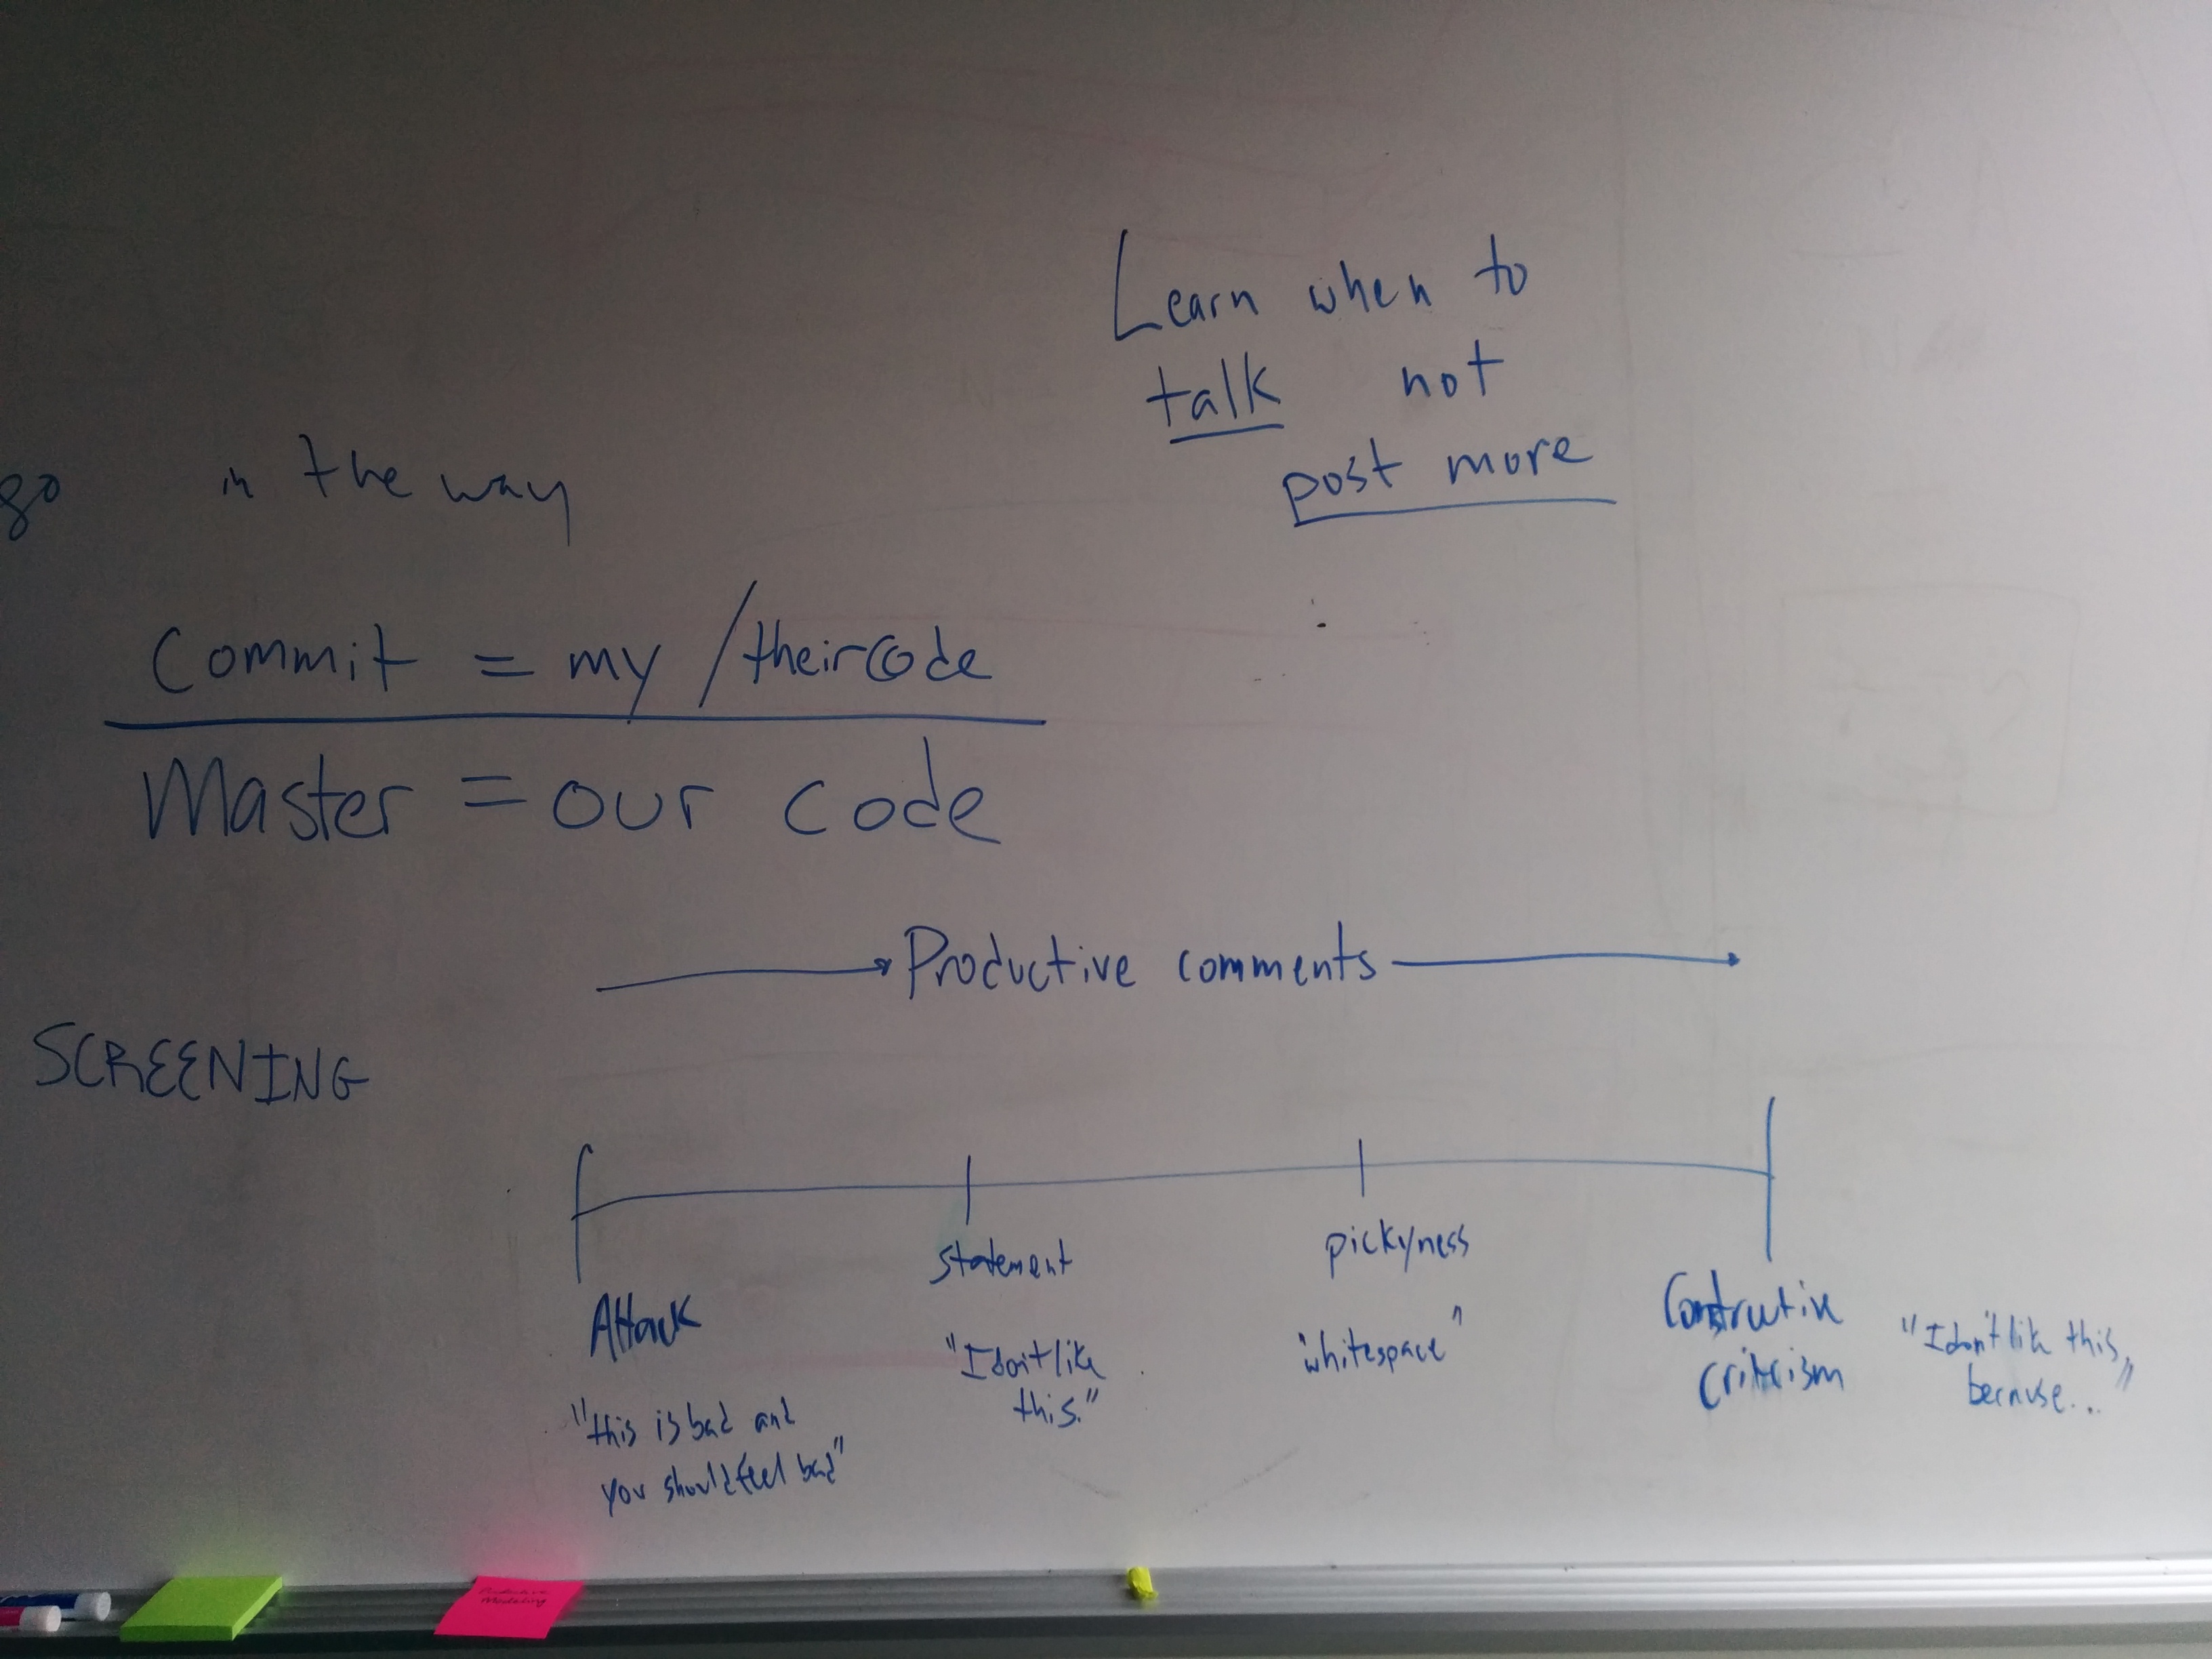 Learn when to
talk not
post more
go in the way
Commit = my / their code
Master = our code
Productive comments
SCREENING
Attack
"this is bad and
you should feel bad"
statement
"I don't like
this."
pickyness
"whitespace"
Constructive
criticism
"I don't like this,
because..."
Modeling